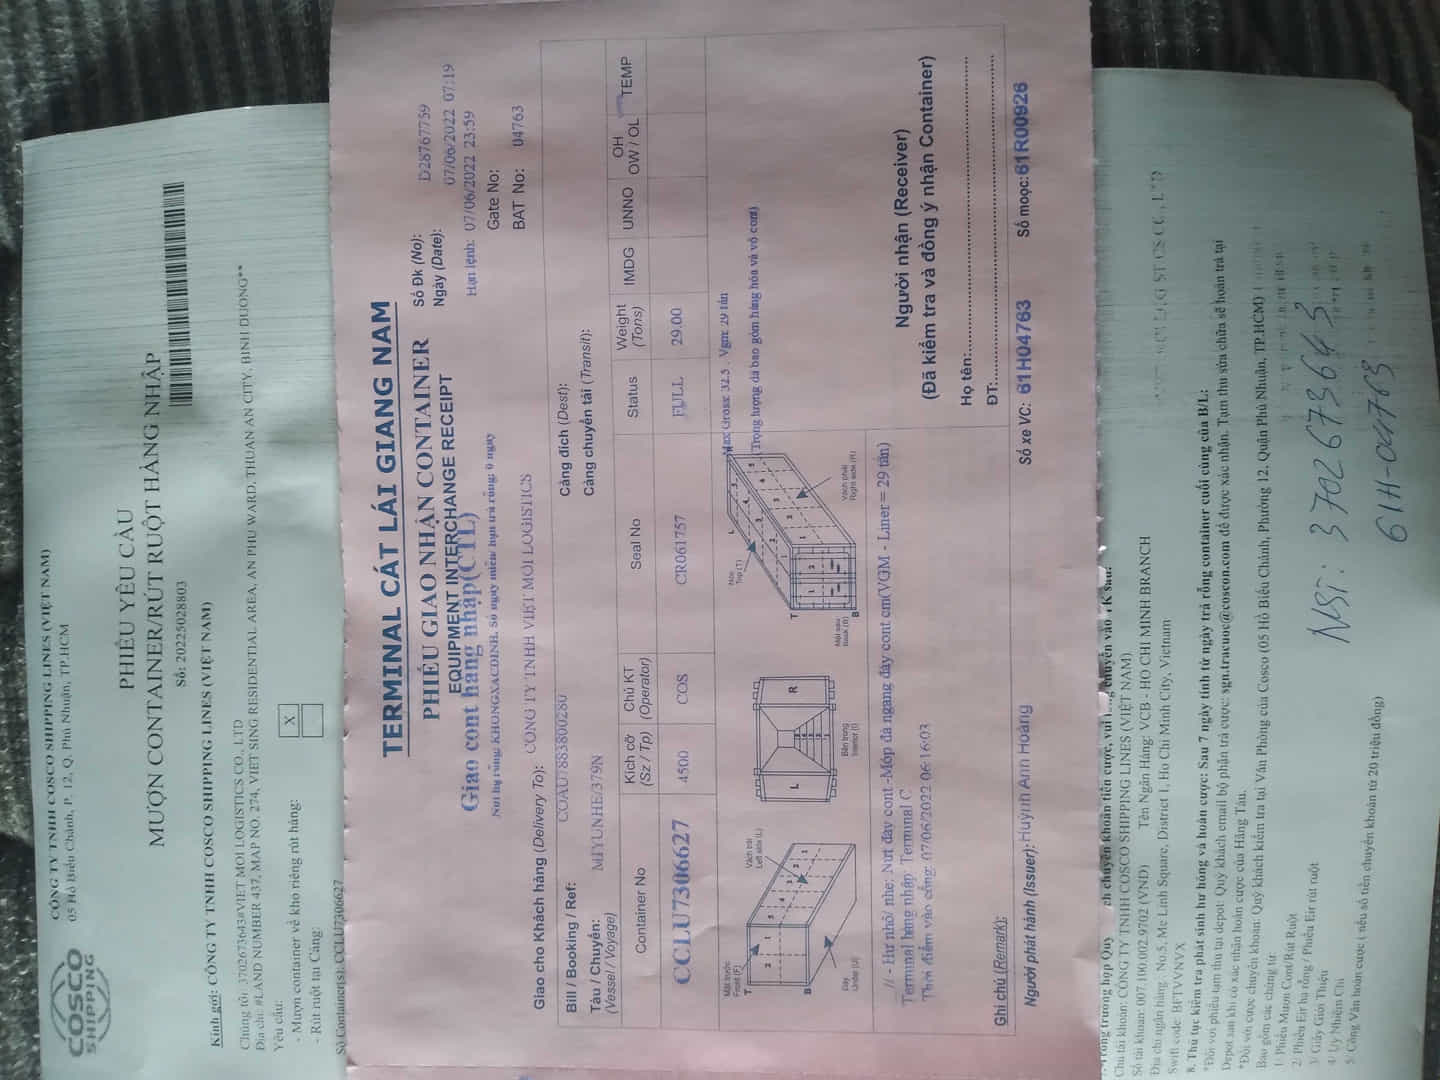 COSCO
SHIPPING
CÔNG TY TNHH COSCO SHIPPING LINES (VIỆT NAM)
05 Hồ Biểu Chánh, P. 12, Q. Phú Nhuận, TP.HCM
PHIẾU YÊU CẦU
MƯỢN CONTAINER/RÚT RUỘT HÀNG NHẬP
Số: 20225028803
Kính gởi: CÔNG TY TNHH COSCO SHIPPING LINES (VIỆT NAM)
Chúng tôi: 3702673643#VIET MOI LOGISTICS CO., LTD
Địa chỉ: #LAND NUMBER 437, MAP NO. 274, VIET SING RESIDENTIAL AREA, AN PHU WARD, THUAN AN CITY, BINH DUONG**
Yêu cầu:
- Mượn container về kho riêng rút hàng: X
- Rút ruột tại Cảng:
Số Container(s): CCLU7306627
TERMINAL CÁT LÁI GIANG NAM
PHIẾU GIAO NHẬN CONTAINER
EQUIPMENT INTERCHANGE RECEIPT
Giao cont hàng nhập(CTL)
Nơi hạ rỗng: KHONGXACDINH, Số ngày miễn/ hạn trả rỗng: 0 ngày
Số Đk (No): D28767759
Ngày (Date): 07/06/2022 07:19
Hạn lệnh: 07/06/2022 23:59
Gate No:
BAT No: 04763
Giao cho Khách hàng (Delivery To): CÔNG TY TNHH VIỆT MỚI LOGISTICS
Bill / Booking / Ref: COAU7883800280
Cảng đích (Dest):
Tàu / Chuyến: MIYUNHE/379N
(Vessel / Voyage)
Cảng chuyển tải (Transit):
Container No Kích cỡ (Sz / Tp) Chủ KT (Operator) Seal No Status Weight (Tons) IMDG UNNO OH OW / OL TEMP
CCLU7306627 4500 COS CR061757 FULL 29.00
Max Gross: 32.5 Vgm: 29 tấn
(Trọng lượng đã bao gồm hàng hóa và vỏ cont)
Mặt trước
Front (F)
Vách trái
Left side (L)
Đáy
Under (U)
Bên trong
Interior (I)
Nóc
Top (T)
Mặt sau
Vách phải
Right side (R)
// - Hư nhỏ/ nhẹ: Nứt đáy cont -Móp đà ngang đáy cont cm(VGM - Liner = 29 tấn)
Terminal hàng nhập: Terminal C
Thời điểm vào cổng: 07/06/2022 06:16:03
Người nhận (Receiver)
(Đã kiểm tra và đồng ý nhận Container)
Họ tên:
ĐT:
Ghi chú (Remark):
Người phát hành (Issuer): Huỳnh Anh Hoàng
Số xe VC: 61H04763 Số mooc: 61R00926
Chủ tài khoản: CÔNG TY TNHH COSCO SHIPPING LINES (VIỆT NAM)
Số tài khoản: 007.100.002.9702 (VND) Tên Ngân Hàng: VCB - HO CHI MINH BRANCH
Địa chỉ ngân hàng: No.5, Me Linh Square, District 1, Ho Chi Minh City, Vietnam
Swift code: BFTVVNVX
8. Thủ tục kiểm tra phát sinh hư hỏng và hoàn cược: Sau 7 ngày tính từ ngày trả rỗng container cuối cùng của B/L:
*Đối với phiếu tạm thu tại depot: Quý khách email bộ phận trả cược: sgn.tracuoc@coscon.com để được xác nhận. Tạm thu sửa chữa sẽ hoàn trả tại
Depot sau khi có xác nhận hoàn cược của Hãng Tàu.
*Đối với cược chuyển khoản: Quý khách kiểm tra tại Văn Phòng của Cosco (05 Hồ Biểu Chánh, Phường 12, Quận Phú Nhuận, TP.HCM)
Bao gồm các chứng từ:
1/ Phiếu Mượn Cont/Rút Ruột
2/ Phiếu Eir hạ rỗng / Phiếu Eir rút ruột
3/ Giấy Giới Thiệu
4/ Uỷ Nhiệm Chi
5/ Công Văn hoàn cược ( nếu số tiền chuyển khoản từ 20 triệu đồng)
MST: 3702673643
61H-04763